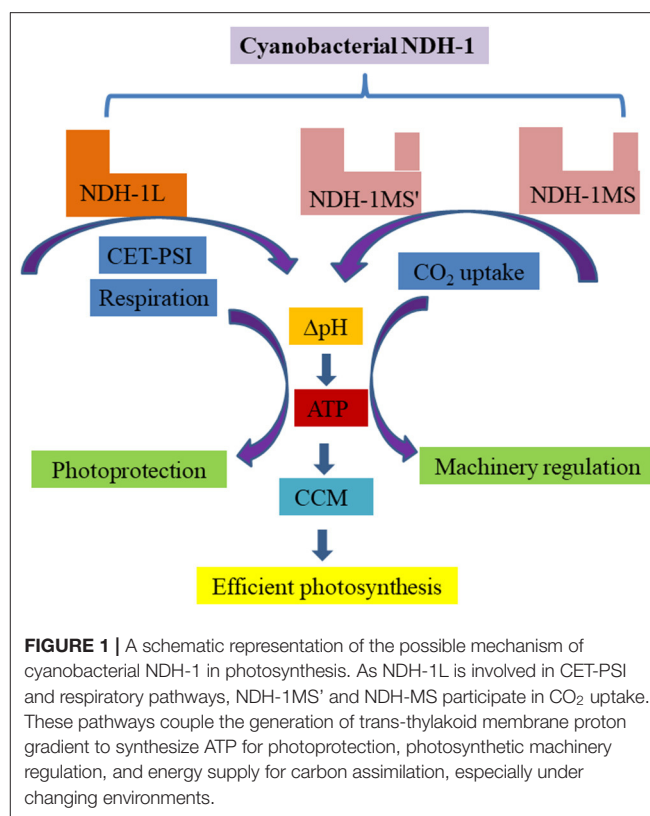 Cyanobacterial NDH-1
NDH-1L
NDH-1MS'
NDH-1MS
CET-PSI
Respiration
CO₂ uptake
ΔpH
ATP
Photoprotection
Machinery regulation
CCM
Efficient photosynthesis
FIGURE 1 | A schematic representation of the possible mechanism of
cyanobacterial NDH-1 in photosynthesis. As NDH-1L is involved in CET-PSI
and respiratory pathways, NDH-1MS' and NDH-MS participate in CO₂ uptake.
These pathways couple the generation of trans-thylakoid membrane proton
gradient to synthesize ATP for photoprotection, photosynthetic machinery
regulation, and energy supply for carbon assimilation, especially under
changing environments.